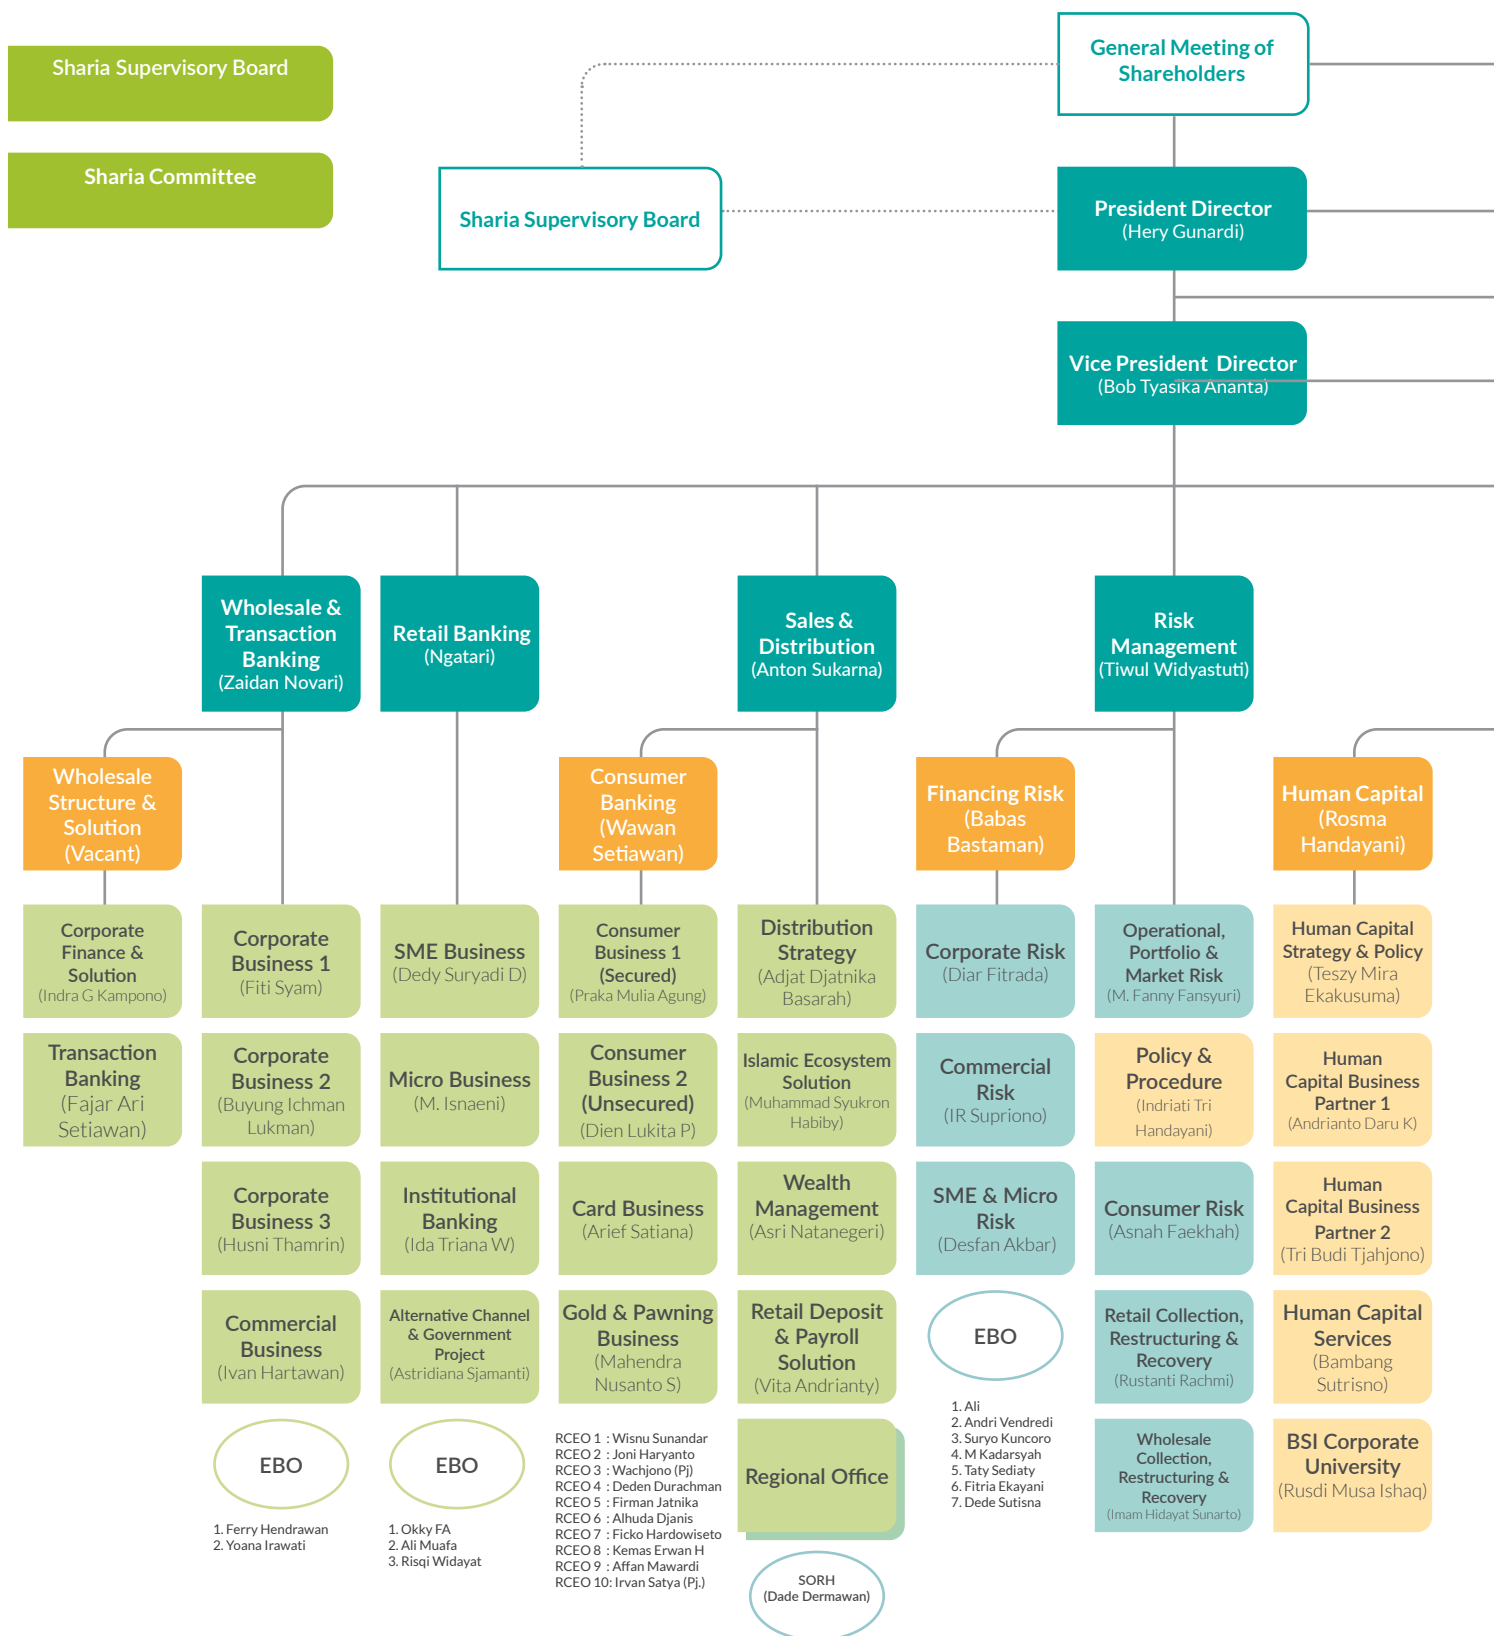 Sharia Supervisory Board
Sharia Committee
General Meeting of
Shareholders
Sharia Supervisory Board
President Director
(Hery Gunardi)
Vice President Director
(Bob Tyasika Ananta)
Wholesale &
Transaction
Banking
(Zaidan Novari)
Retail Banking
(Ngatari)
Sales &
Distribution
(Anton Sukarna)
Risk
Management
(Tiwul Widyastuti)
Wholesale
Structure &
Solution
(Vacant)
Consumer
Banking
(Wawan
Setiawan)
Financing Risk
(Babas
Bastaman)
Human Capital
(Rosma
Handayani)
Corporate
Finance &
Solution
(Indra G Kampono)
Corporate
Business 1
(Fiti Syam)
SME Business
(Dedy Suryadi D)
Consumer
Business 1
(Secured)
(Praka Mulia Agung)
Distribution
Strategy
(Adjat Djatnika
Basarah)
Corporate Risk
(Diar Fitrada)
Operational,
Portfolio &
Market Risk
(M. Fanny Fansyuri)
Human Capital
Strategy & Policy
(Teszy Mira
Ekakusuma)
Transaction
Banking
(Fajar Ari
Setiawan)
Corporate
Business 2
(Buyung Ichman
Lukman)
Micro Business
(M. Isnaeni)
Consumer
Business 2
(Unsecured)
(Dien Lukita P)
Islamic Ecosystem
Solution
(Muhammad Syukron
Habiby)
Commercial
Risk
(IR Supriono)
Policy &
Procedure
(Indriati Tri
Handayani)
Human
Capital Business
Partner 1
(Andrianto Daru K)
Corporate
Business 3
(Husni Thamrin)
Institutional
Banking
(Ida Triana W)
Card Business
(Arief Satiana)
Wealth
Management
(Asri Natanegeri)
SME & Micro
Risk
(Desfan Akbar)
Consumer Risk
(Asnah Faekhah)
Human
Capital Business
Partner 2
(Tri Budi Tjahjono)
Commercial
Business
(Ivan Hartawan)
Alternative Channel
& Government
Project
(Astridiana Sjamanti)
Gold & Pawning
Business
(Mahendra
Nusanto S)
Retail Deposit
& Payroll
Solution
(Vita Andrianty)
EBO
1. Ali
2. Andri Vendredi
3. Suryo Kuncoro
4. M Kadarsyah
5. Taty Sediaty
6. Fitria Ekayani
7. Dede Sutisna
Retail Collection,
Restructuring &
Recovery
(Rustanti Rachmi)
Human Capital
Services
(Bambang
Sutrisno)
EBO
1. Ferry Hendrawan
2. Yoana Irawati
EBO
1. Okky FA
2. Ali Muafa
3. Risqi Widayat
RCEO 1 : Wisnu Sunandar
RCEO 2 : Joni Haryanto
RCEO 3 : Wachjono (Pj)
RCEO 4 : Deden Durachman
RCEO 5 : Firman Jatnika
RCEO 6 : Alhuda Djanis
RCEO 7 : Ficko Hardowiseto
RCEO 8 : Kemas Erwan H
RCEO 9 : Affan Mawardi
RCEO 10: Irvan Satya (Pj.)
Regional Office
SORH
(Dade Dermawan)
Wholesale
Collection,
Restructuring &
Recovery
(Imam Hidayat Sunarto)
BSI Corporate
University
(Rusdi Musa Ishaq)